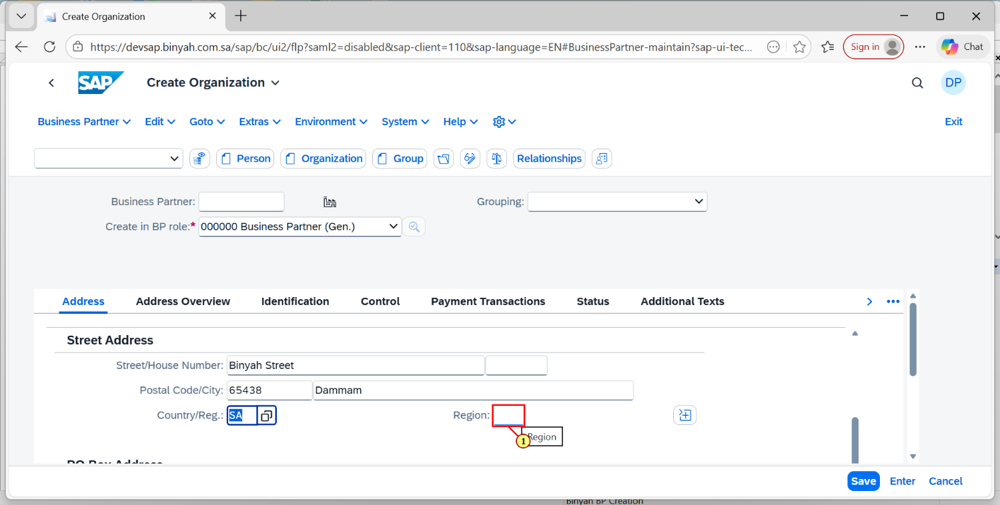 Create Organization
https://devsap.binyah.com.sa/sap/bc/ui2/flp?saml2=disabled&sap-client=110&sap-language=EN#BusinessPartner-maintain?sap-ui-tec...
Sign in
Chat
SAP
Create Organization
DP
Business Partner
Edit
Goto
Extras
Environment
System
Help
Exit
Person
Organization
Group
Relationships
Business Partner:
Grouping:
Create in BP role:* 000000 Business Partner (Gen.)
Address
Address Overview
Identification
Control
Payment Transactions
Status
Additional Texts
Street Address
Street/House Number: Binyah Street
Postal Code/City: 65438 Dammam
Country/Reg.: SA
Region:
1
Region
PO Box Address
Save
Enter
Cancel
Binyah BP Creation